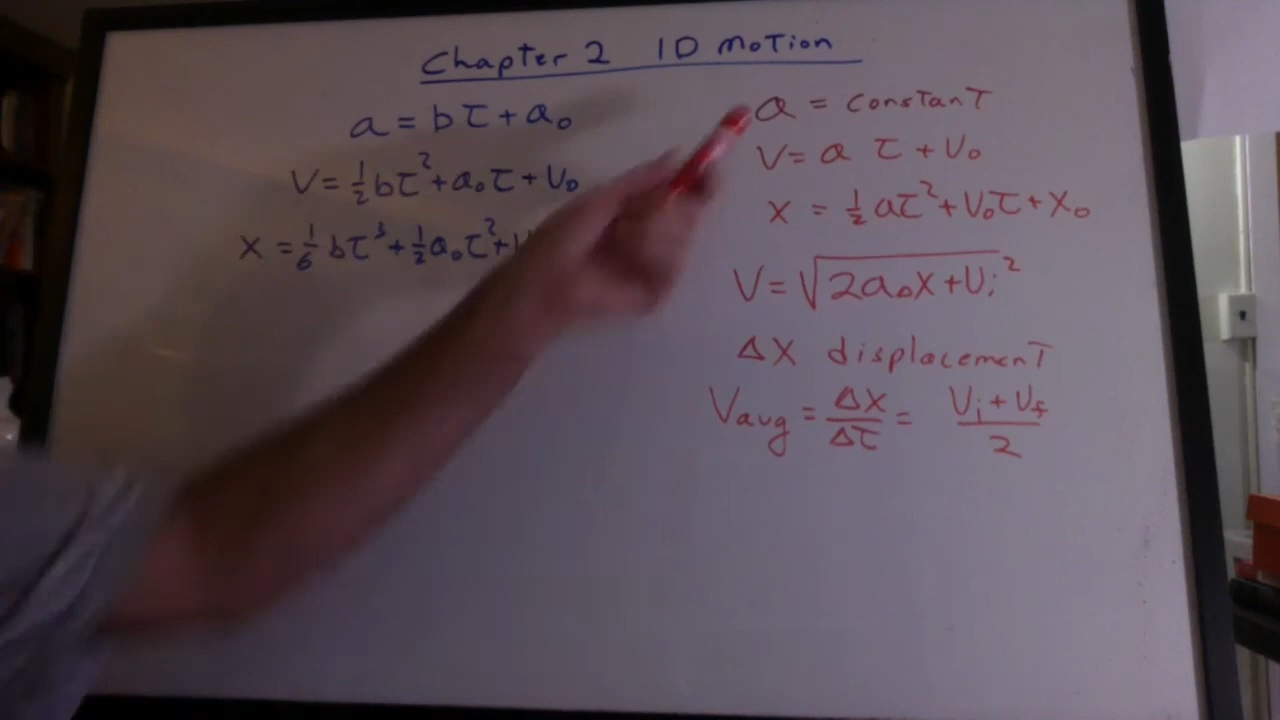 Chapter 2 1D Motion
a = bτ + a₀
v = ½bτ² + a₀τ + v₀
x = ⅙bτ³ + ½a₀τ² +
a = constant
v = a τ + v₀
x = ½aτ² + v₀τ + x₀
v = √(2a₀x + vᵢ²)
Δx displacement
Vavg = Δx/Δτ = (vᵢ + v_f)/2